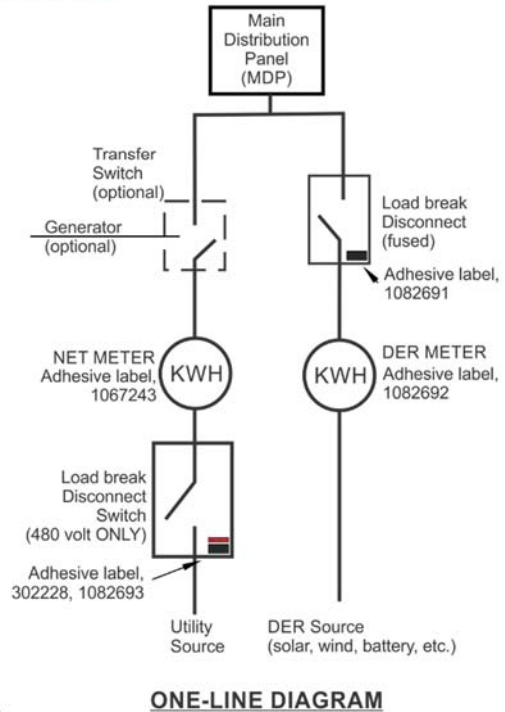 Main
Distribution
Panel
(MDP)
Transfer
Switch
(optional)
Generator
(optional)
Load break
Disconnect
(fused)
Adhesive label,
1082691
NET METER
Adhesive label,
1067243
KWH
KWH
DER METER
Adhesive label,
1082692
Load break
Disconnect
Switch
(480 volt ONLY)
Adhesive label,
302228, 1082693
Utility
Source
DER Source
(solar, wind, battery, etc.)
ONE-LINE DIAGRAM